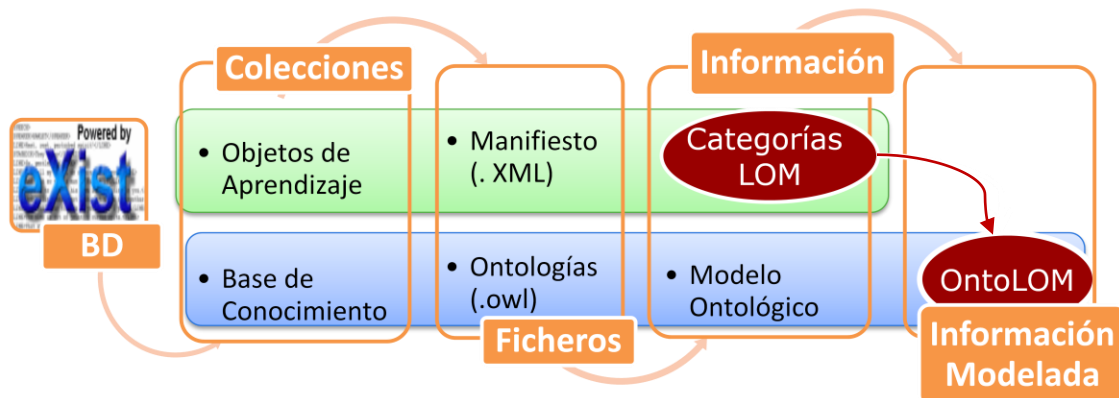 Colecciones
Información
Powered by
eXist
BD
• Objetos de
Aprendizaje
• Manifiesto
(. XML)
Categorías
LOM
• Base de
Conocimiento
• Ontologías
(.owl)
• Modelo
Ontológico
OntoLOM
Ficheros
Información
Modelada